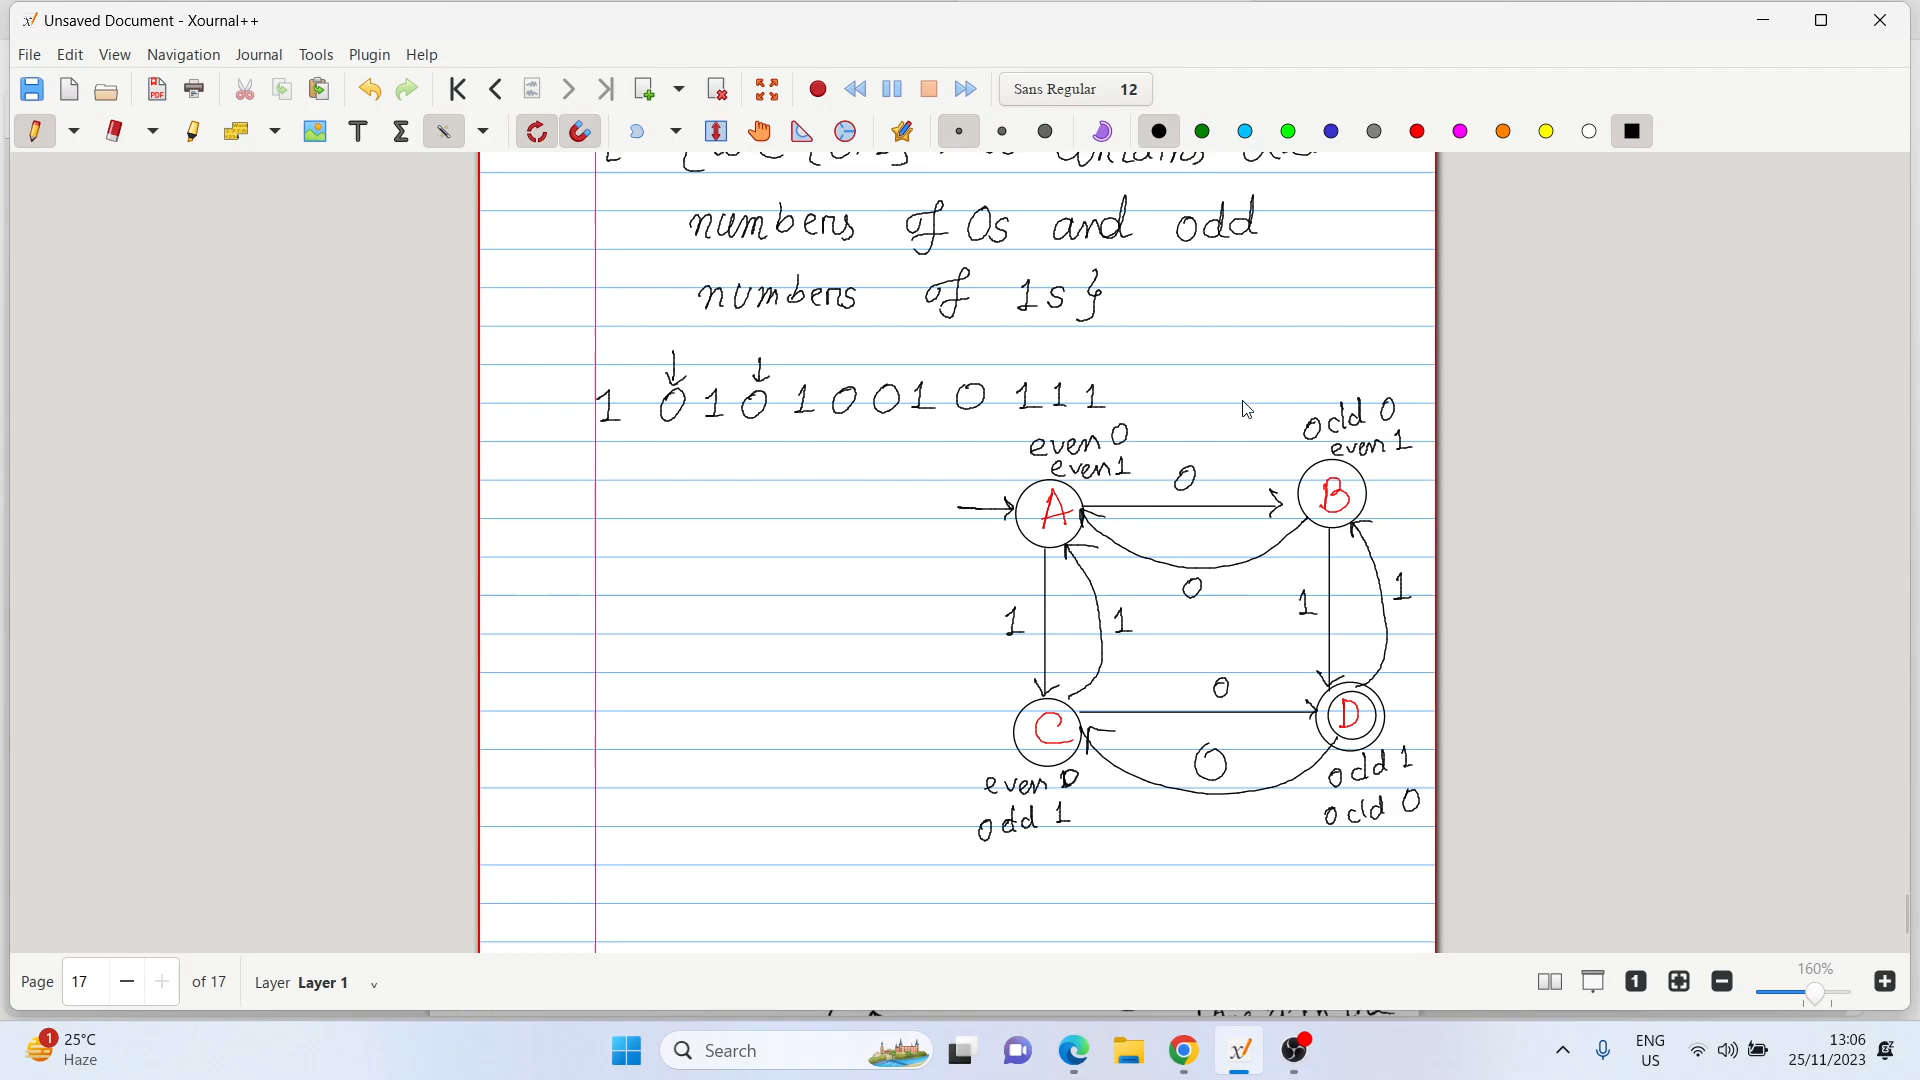 Unsaved Document - Xournal++
File Edit View Navigation Journal Tools Plugin Help
PDF
Sans Regular 12
numbers of 0s and odd
numbers of 1s}
1 0 1 0 1 0 0 1 0 1 1 1
even 0
even 1
odd 0
even 1
0
A
B
0
1
1
1
1
0
C
D
0
even 0
odd 1
odd 1
odd 0
Page 17 of 17 Layer Layer 1
1
160%
1
25°C
Haze
Search
ENG
US
13:06
25/11/2023